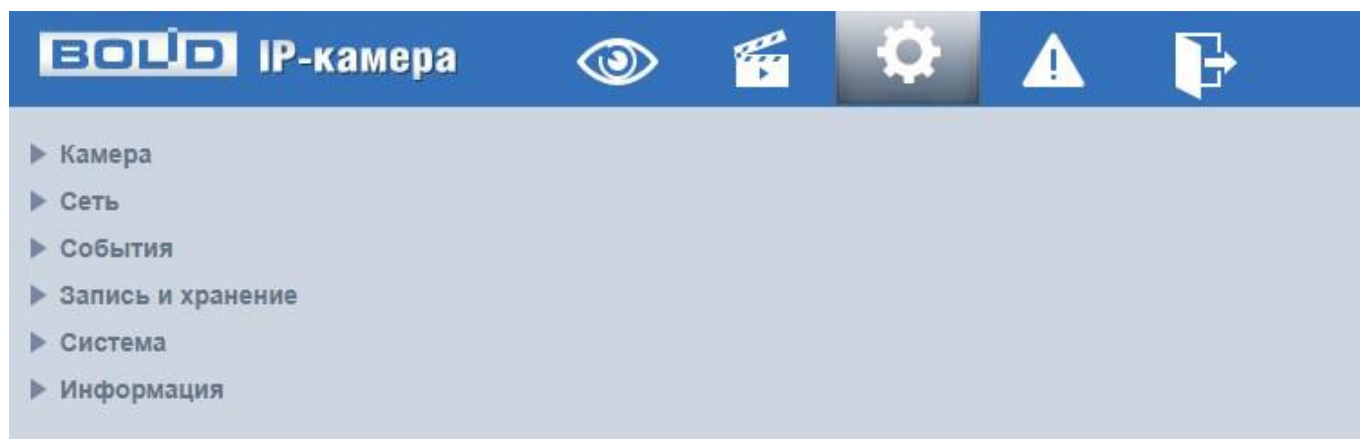 BOLID IP-камера
Камера
Сеть
События
Запись и хранение
Система
Информация